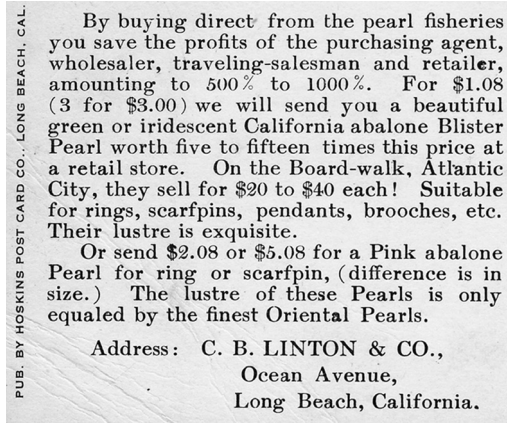 By buying direct from the pearl fisheries
you save the profits of the purchasing agent,
wholesaler, traveling-salesman and retailer,
amounting to 500% to 1000%. For $1.08
(3 for $3.00) we will send you a beautiful
green or iridescent California abalone Blister
Pearl worth five to fifteen times this price at
a retail store. On the Board-walk, Atlantic
City, they sell for $20 to $40 each! Suitable
for rings, scarfpins, pendants, brooches, etc.
Their lustre is exquisite.
Or send $2.08 or $5.08 for a Pink abalone
Pearl for ring or scarfpin, (difference is in
size.) The lustre of these Pearls is only
equaled by the finest Oriental Pearls.
Address: C. B. LINTON & CO.,
Ocean Avenue,
Long Beach, California.
PUB. BY HOSKINS POST CARD CO., LONG BEACH, CAL.